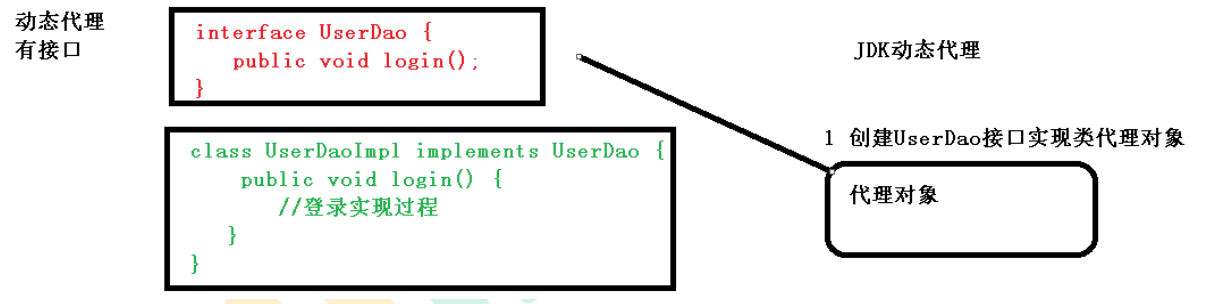 动态代理
有接口
interface UserDao {
public void login();
}
class UserDaoImpl implements UserDao {
public void login() {
//登录实现过程
}
}
JDK动态代理
1 创建UserDao接口实现类代理对象
代理对象